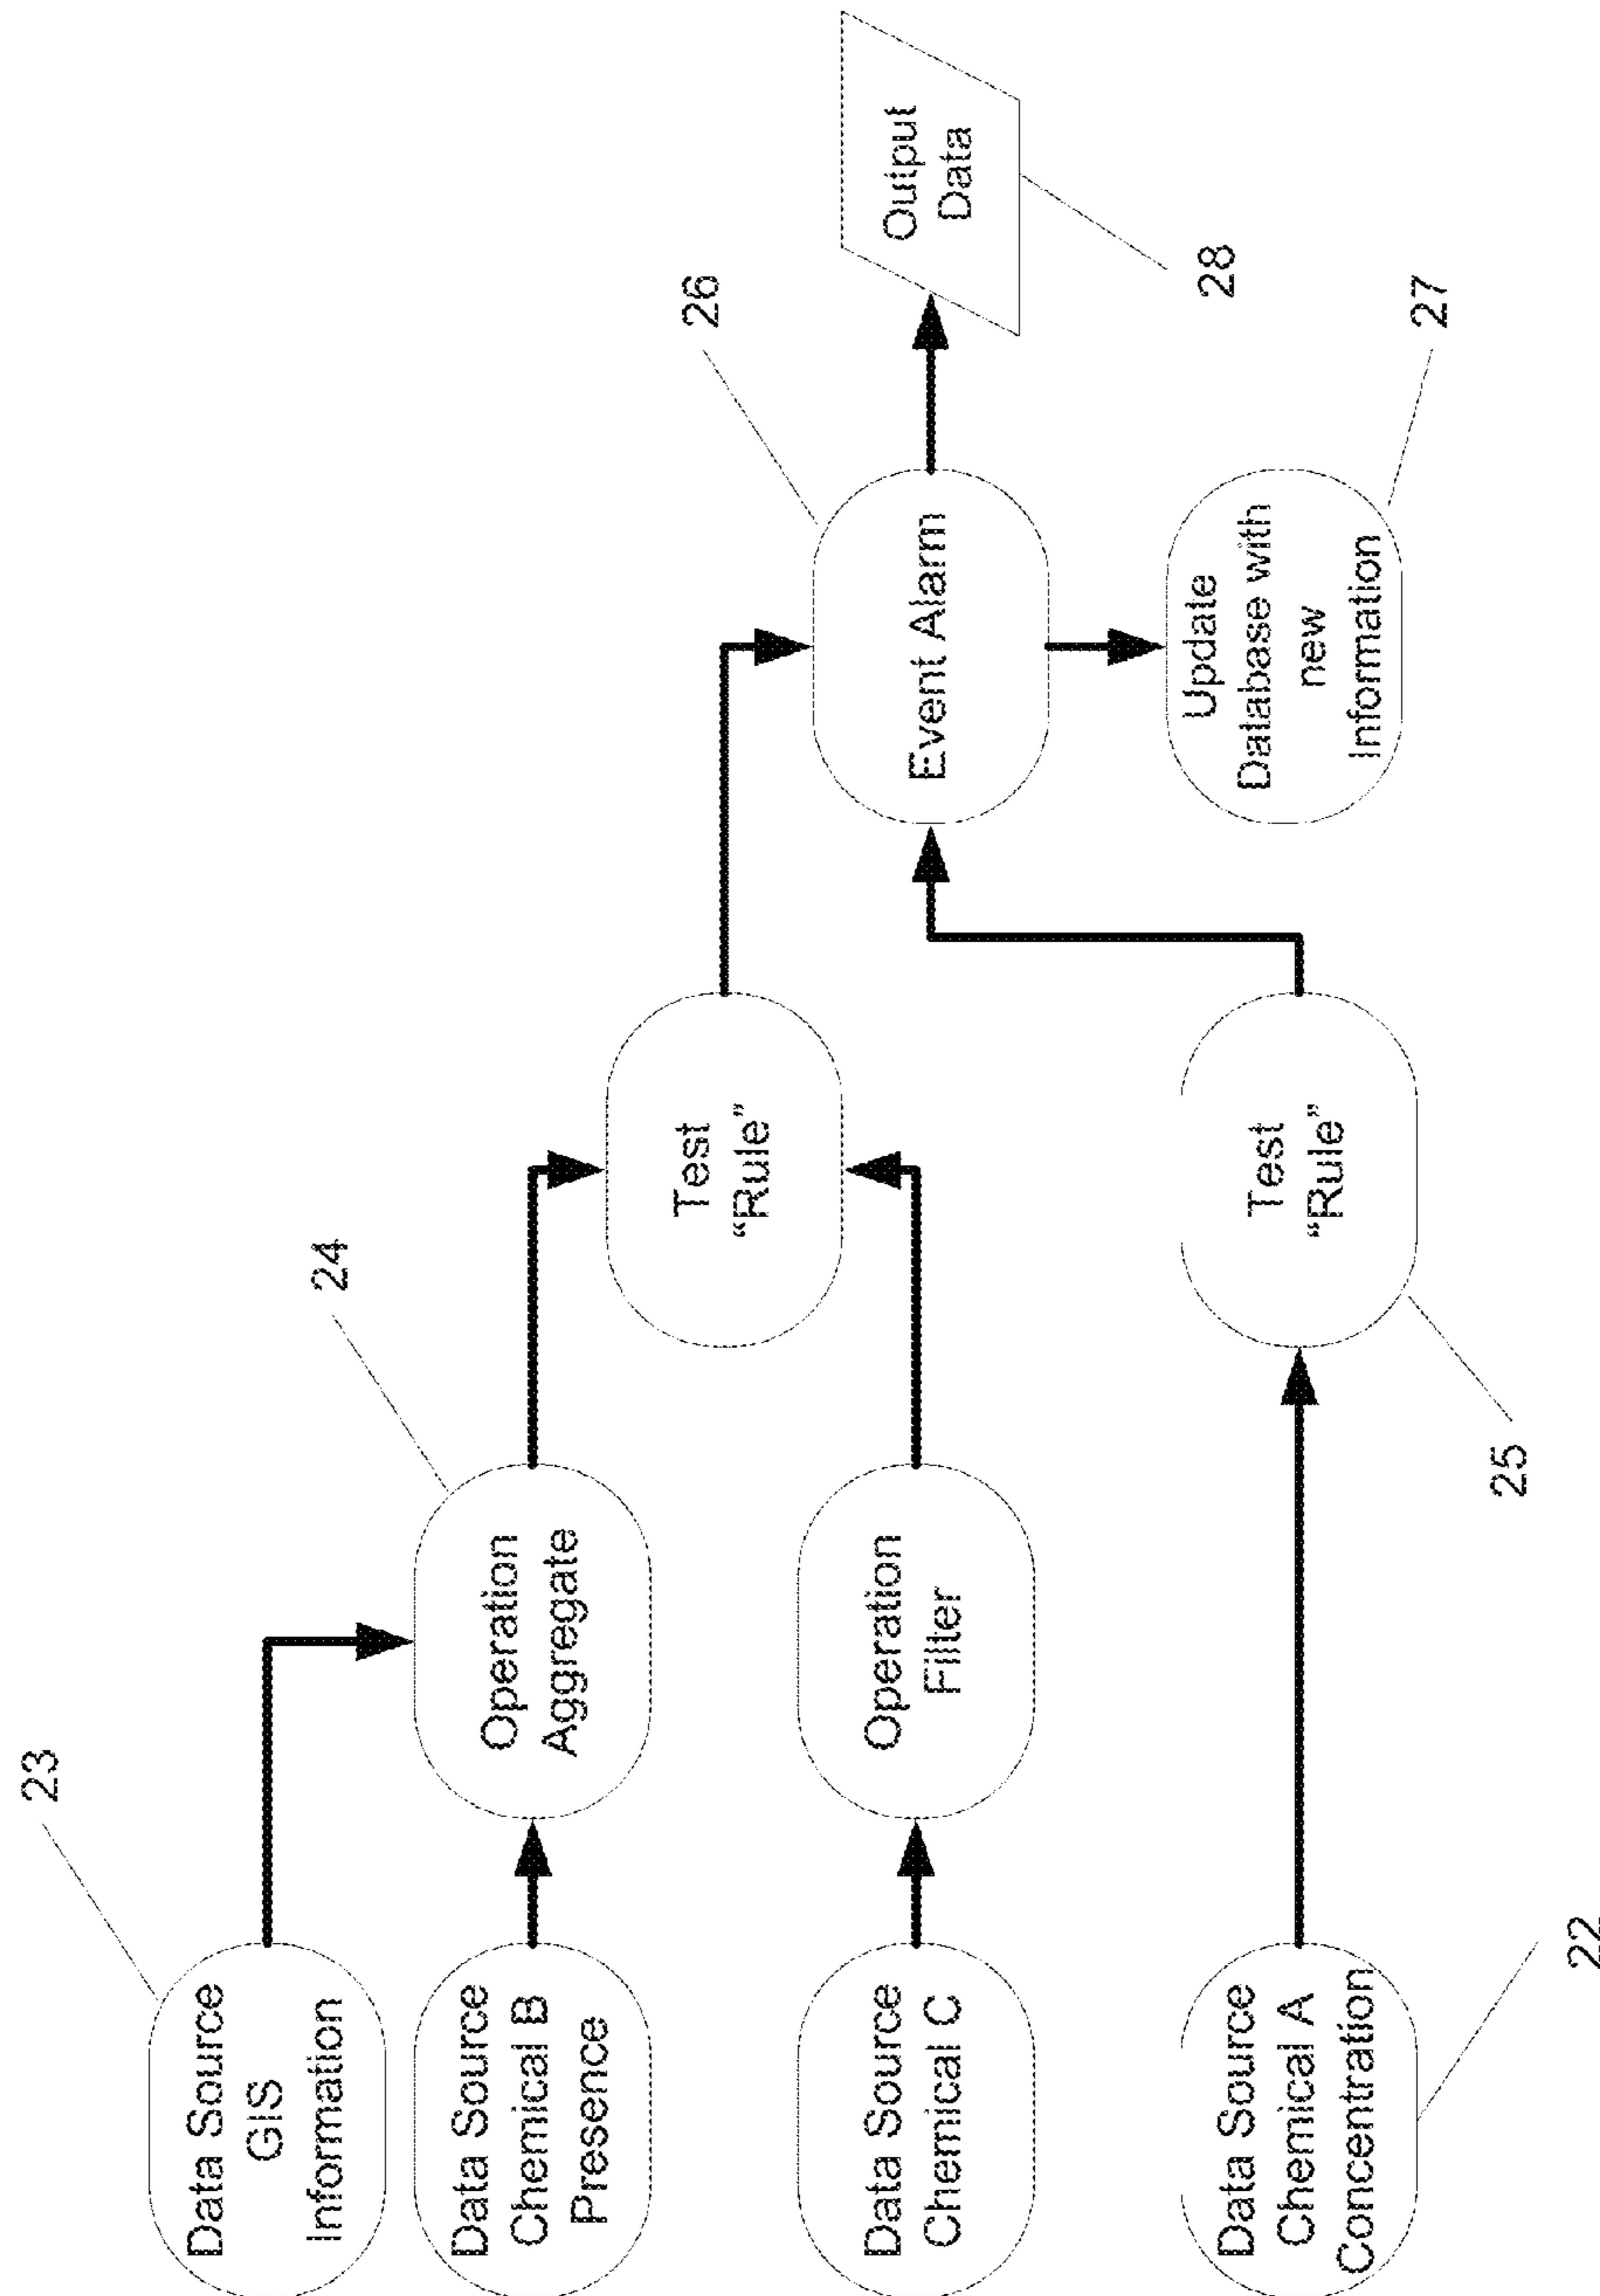 23
Data Source
GIS
Information
Data Source
Chemical B
Presence
24
Operation
Aggregate
Data Source
Chemical C
Operation
Filter
Test
“Rule”
Data Source
Chemical A
Concentration
22
Test
“Rule”
25
26
Event Alarm
Update
Database with
new
Information
27
Output
Data
28